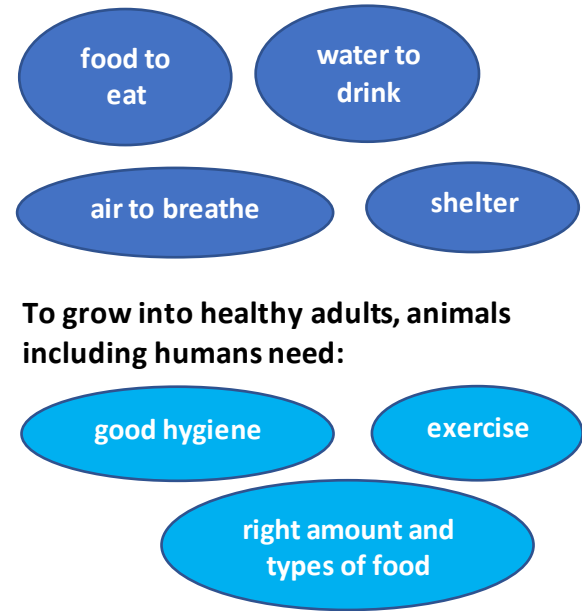 food to
eat
water to
drink
air to breathe
shelter
To grow into healthy adults, animals
including humans need:
good hygiene
exercise
right amount and
types of food